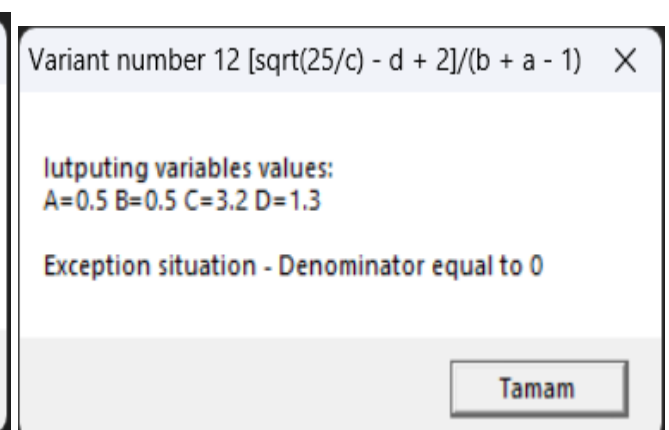 Variant number 12 [sqrt(25/c) - d + 2]/(b + a - 1)
lutputing variables values:
A=0.5 B=0.5 C=3.2 D=1.3
Exception situation - Denominator equal to 0
Tamam